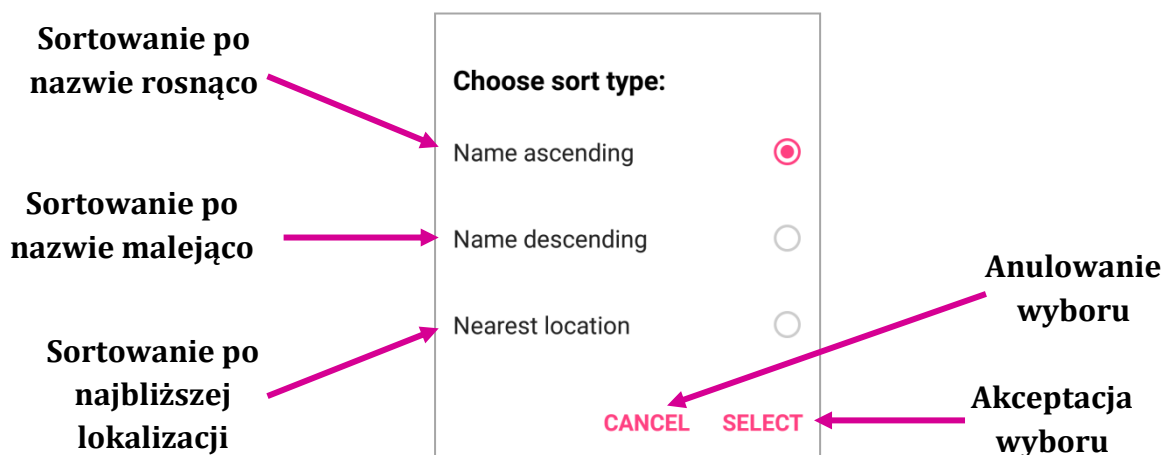 Sortowanie po
nazwie rosnąco
Choose sort type:
Name ascending
Sortowanie po
nazwie malejąco
Name descending
Anulowanie
wyboru
Nearest location
Sortowanie po
najbliższej
lokalizacji
CANCEL SELECT
Akceptacja
wyboru